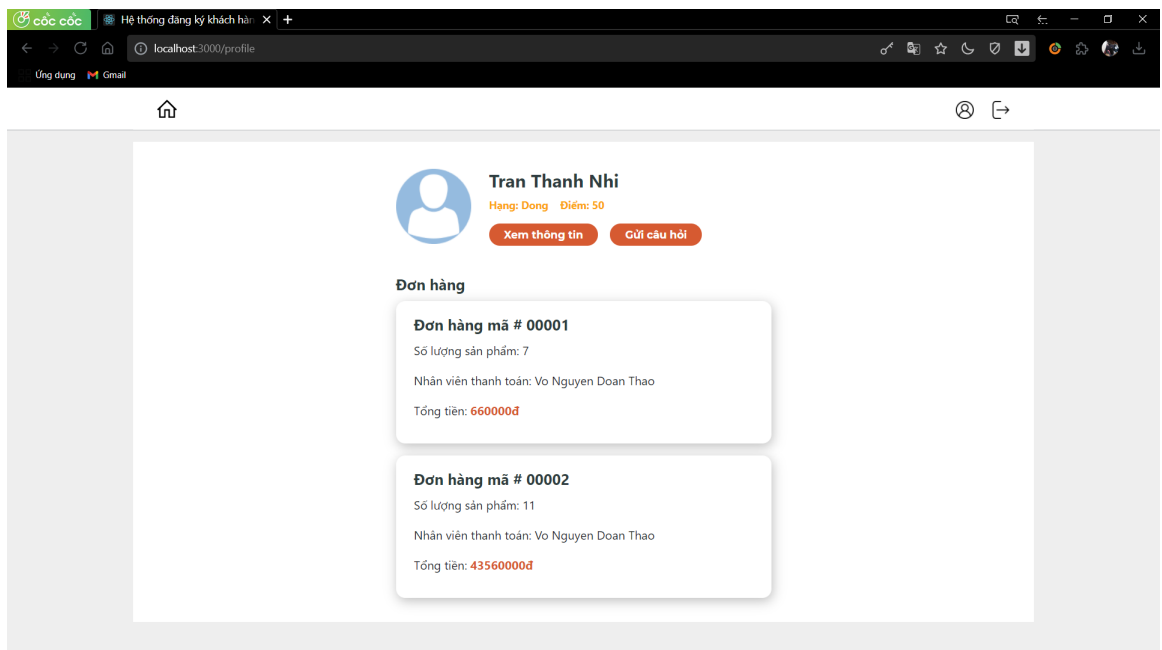 cốc cốc
Hệ thống đăng ký khách hàn
localhost:3000/profile
Ứng dụng
Gmail
Tran Thanh Nhi
Hạng: Dong Điểm: 50
Xem thông tin
Gửi câu hỏi
Đơn hàng
Đơn hàng mã # 00001
Số lượng sản phẩm: 7
Nhân viên thanh toán: Vo Nguyen Doan Thao
Tổng tiền: 660000đ
Đơn hàng mã # 00002
Số lượng sản phẩm: 11
Nhân viên thanh toán: Vo Nguyen Doan Thao
Tổng tiền: 43560000đ